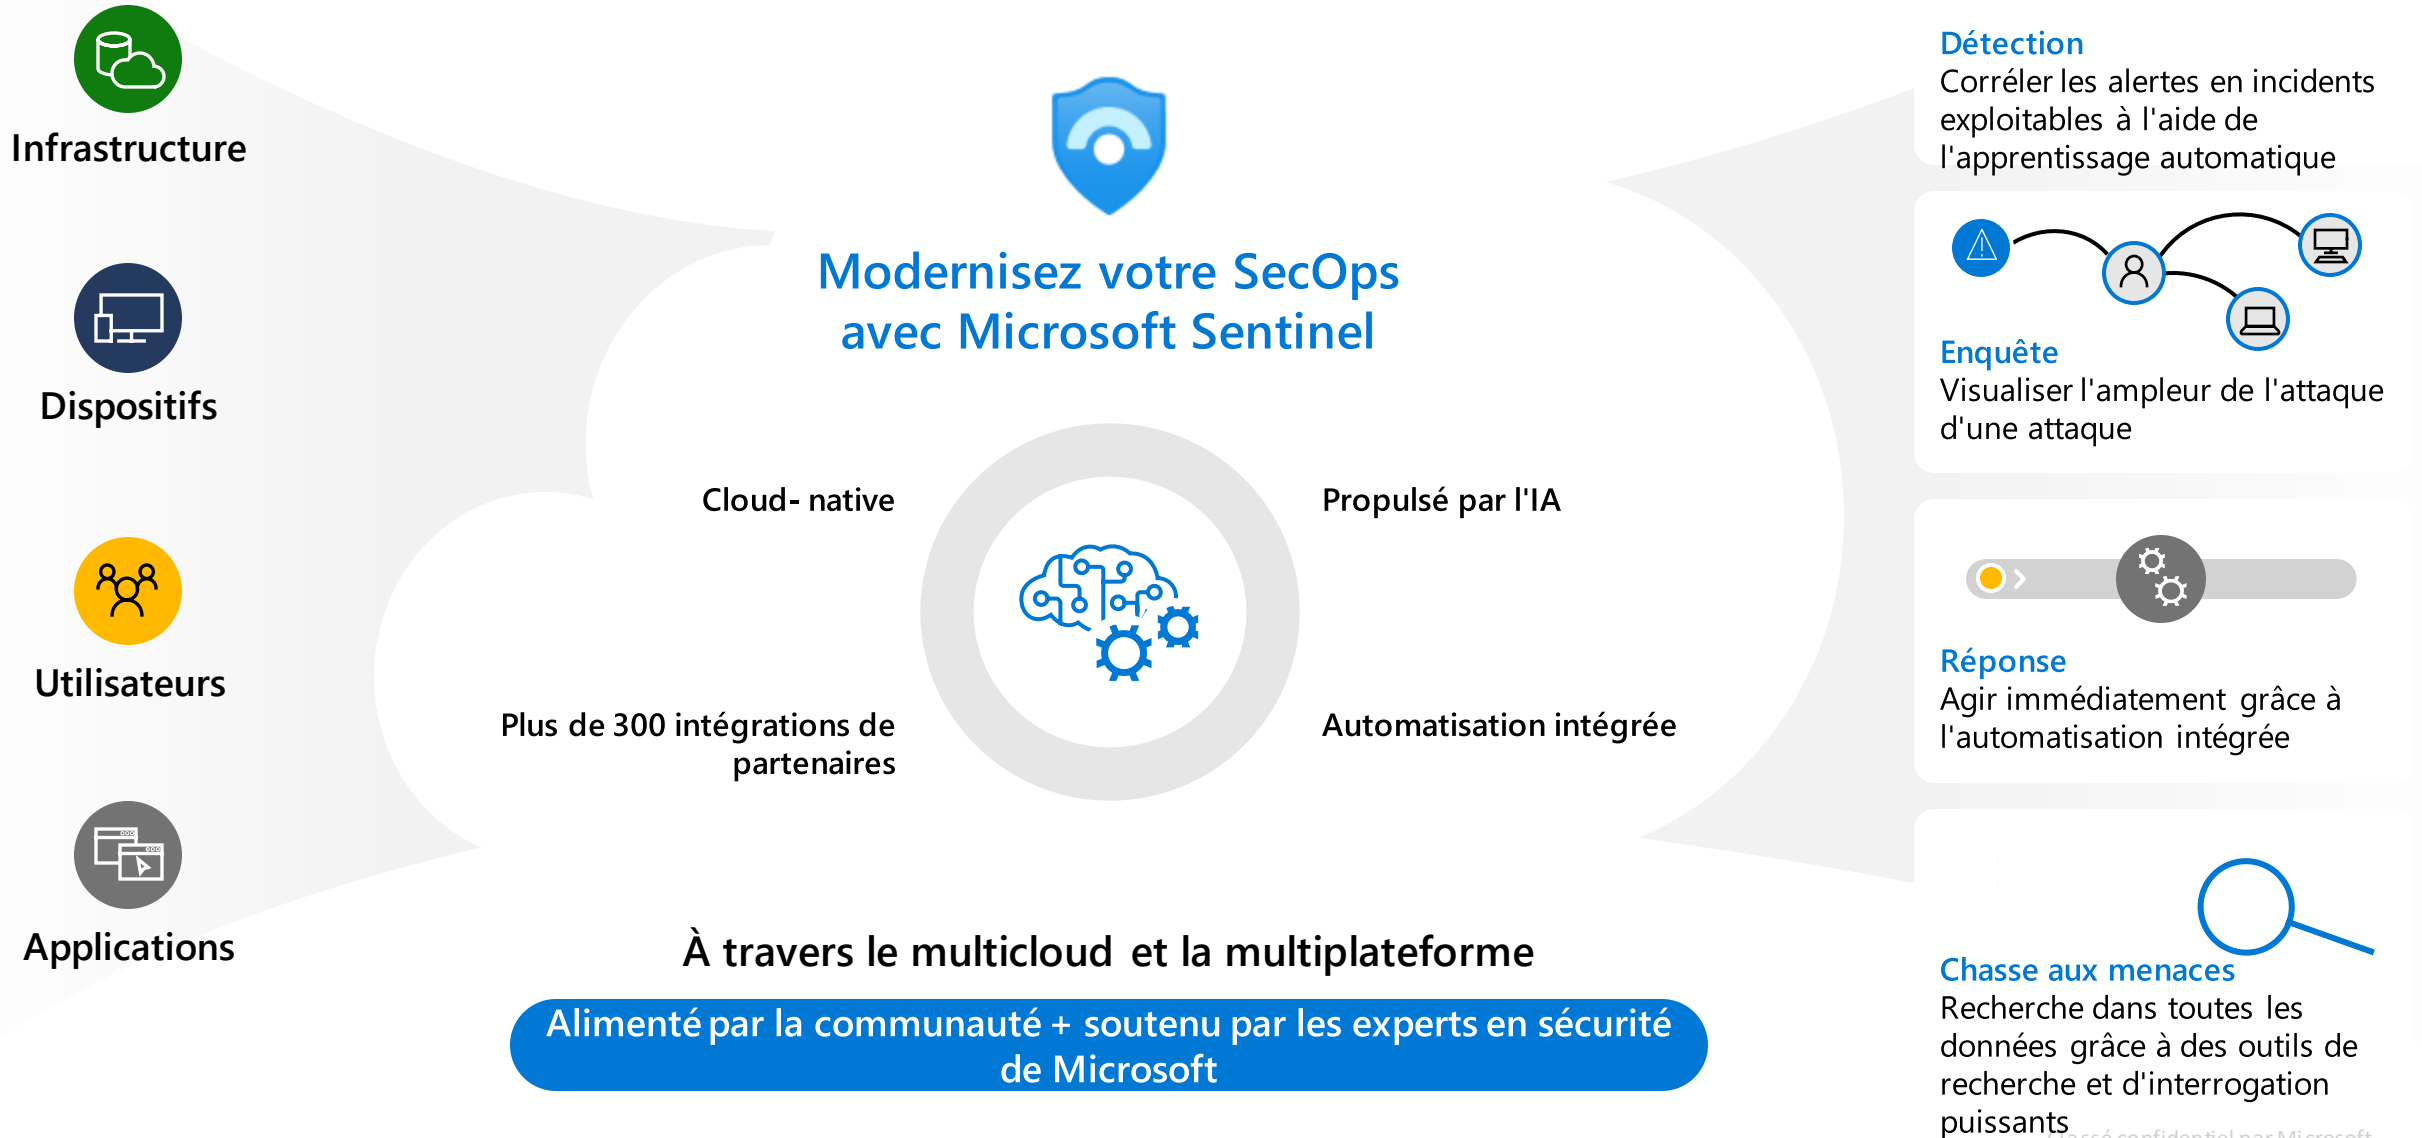 Infrastructure
Dispositifs
Utilisateurs
Applications
Modernisez votre SecOps
avec Microsoft Sentinel
Cloud- native
Propulsé par l'IA
Plus de 300 intégrations de
partenaires
Automatisation intégrée
À travers le multicloud et la multiplateforme
Alimenté par la communauté + soutenu par les experts en sécurité
de Microsoft
Détection
Corréler les alertes en incidents
exploitables à l'aide de
l'apprentissage automatique
Enquête
Visualiser l'ampleur de l'attaque
d'une attaque
Réponse
Agir immédiatement grâce à
l'automatisation intégrée
Chasse aux menaces
Recherche dans toutes les
données grâce à des outils de
recherche et d'interrogation
puissants
Classé confidentiel par Microsoft